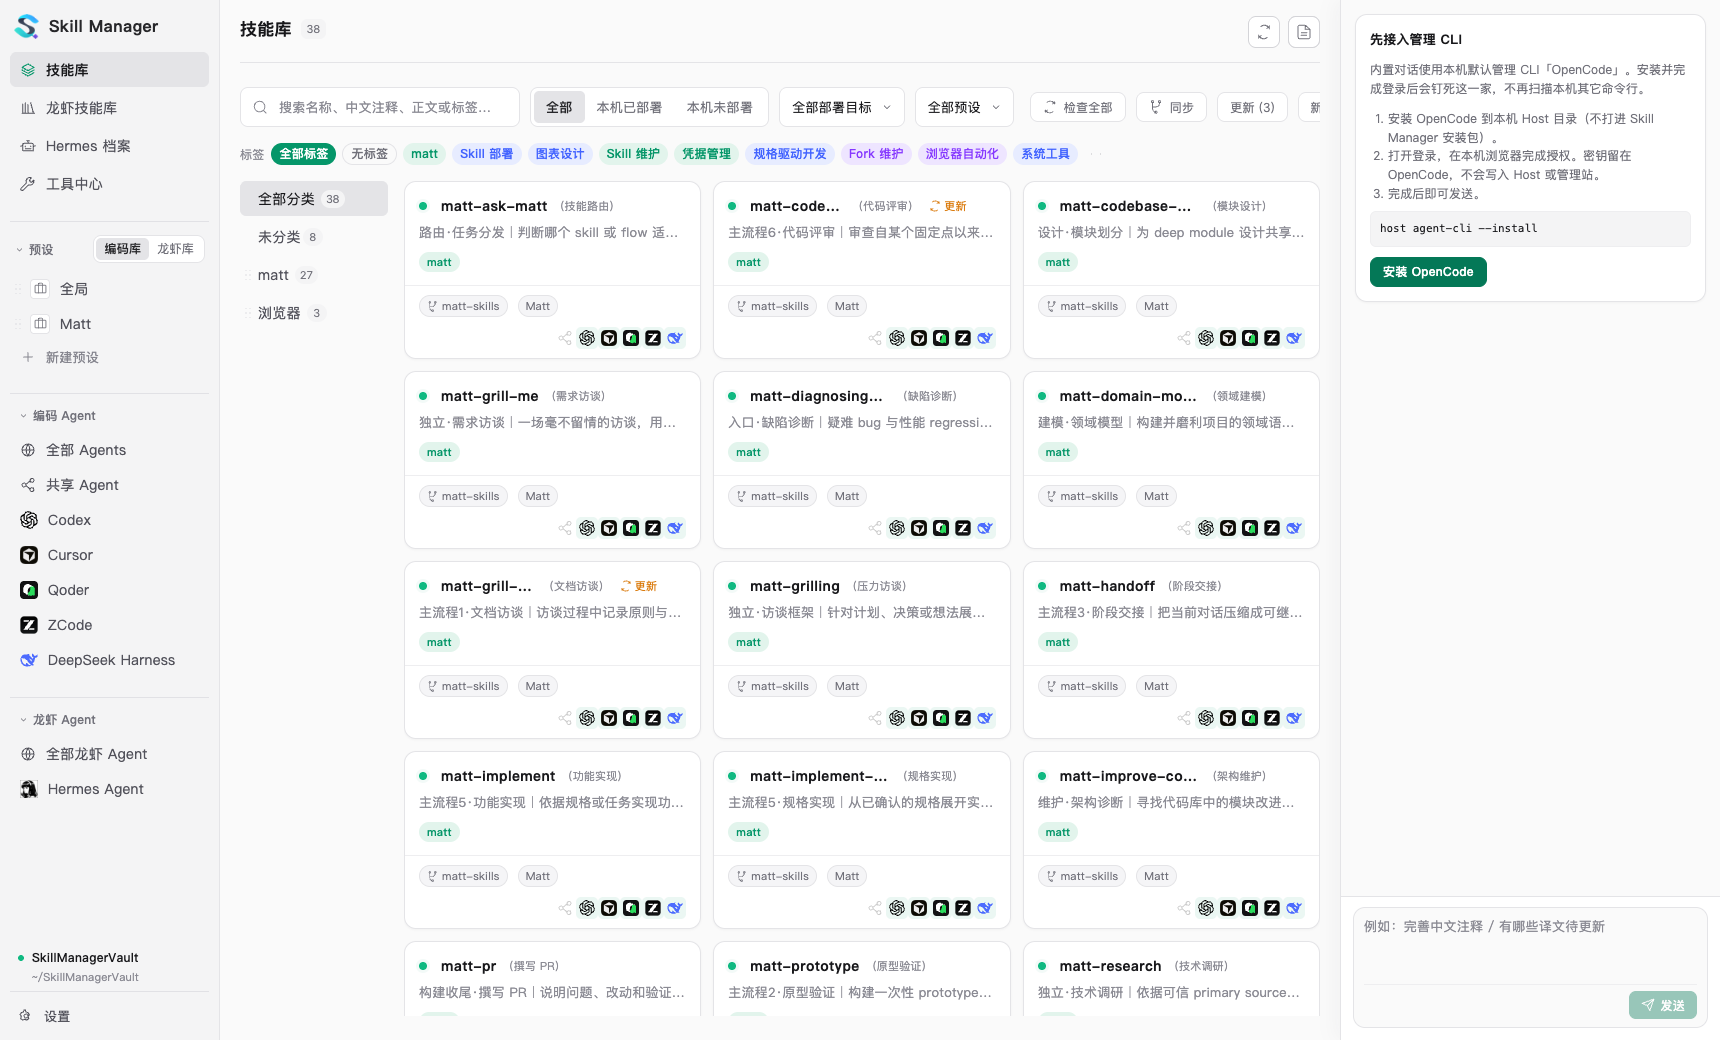 Skill Manager
技能库
龙虾技能库
Hermes 档案
工具中心
预设
编码库
龙虾库
全局
Matt
新建预设
编码 Agent
全部 Agents
共享 Agent
Codex
Cursor
Qoder
ZCode
DeepSeek Harness
龙虾 Agent
全部龙虾 Agent
Hermes Agent
SkillManagerVault
~/SkillManagerVault
设置
技能库 38
搜索名称、中文注释、正文或标签...
全部 本机已部署 本机未部署
全部部署目标
全部预设
检查全部
同步
更新 (3)
标签 全部标签 无标签 matt Skill 部署 图表设计 Skill 维护 凭据管理 规格驱动开发 Fork 维护 浏览器自动化 系统工具
全部分类 38
未分类 8
matt 27
浏览器 3
matt-ask-matt (技能路由)
路由·任务分发｜判断哪个 skill 或 flow 适...
matt
matt-skills Matt
matt-code... (代码评审) 更新
主流程6·代码评审｜审查自某个固定点以来...
matt
matt-skills Matt
matt-codebase-... (模块设计)
设计·模块划分｜为 deep module 设计共享...
matt
matt-skills Matt
matt-grill-me (需求访谈)
独立·需求访谈｜一场毫不留情的访谈，用...
matt
matt-skills Matt
matt-diagnosing... (缺陷诊断)
入口·缺陷诊断｜疑难 bug 与性能 regressi...
matt
matt-skills Matt
matt-domain-mo... (领域建模)
建模·领域模型｜构建并磨利项目的领域语...
matt
matt-skills Matt
matt-grill-... (文档访谈) 更新
主流程1·文档访谈｜访谈过程中记录原则与...
matt
matt-skills Matt
matt-grilling (压力访谈)
独立·访谈框架｜针对计划、决策或想法展...
matt
matt-skills Matt
matt-handoff (阶段交接)
主流程3·阶段交接｜把当前对话压缩成可继...
matt
matt-skills Matt
matt-implement (功能实现)
主流程5·功能实现｜依据规格或任务实现功...
matt
matt-skills Matt
matt-implement-... (规格实现)
主流程5·规格实现｜从已确认的规格展开实...
matt
matt-skills Matt
matt-improve-co... (架构维护)
维护·架构诊断｜寻找代码库中的模块改进...
matt
matt-skills Matt
matt-pr (撰写 PR)
构建收尾·撰写 PR｜说明问题、改动和验证...
matt-prototype (原型验证)
主流程2·原型验证｜构建一次性 prototype...
matt-research (技术调研)
独立·技术调研｜依据可信 primary source...
先接入管理 CLI
内置对话使用本机默认管理 CLI「OpenCode」。安装并完
成登录后会钉死这一家，不再扫描本机其它命令行。
1. 安装 OpenCode 到本机 Host 目录（不打进 Skill
Manager 安装包）。
2. 打开登录，在本机浏览器完成授权。密钥留在
OpenCode，不会写入 Host 或管理站。
3. 完成后即可发送。
host agent-cli --install
安装 OpenCode
例如：完善中文注释 / 有哪些译文待更新
发送